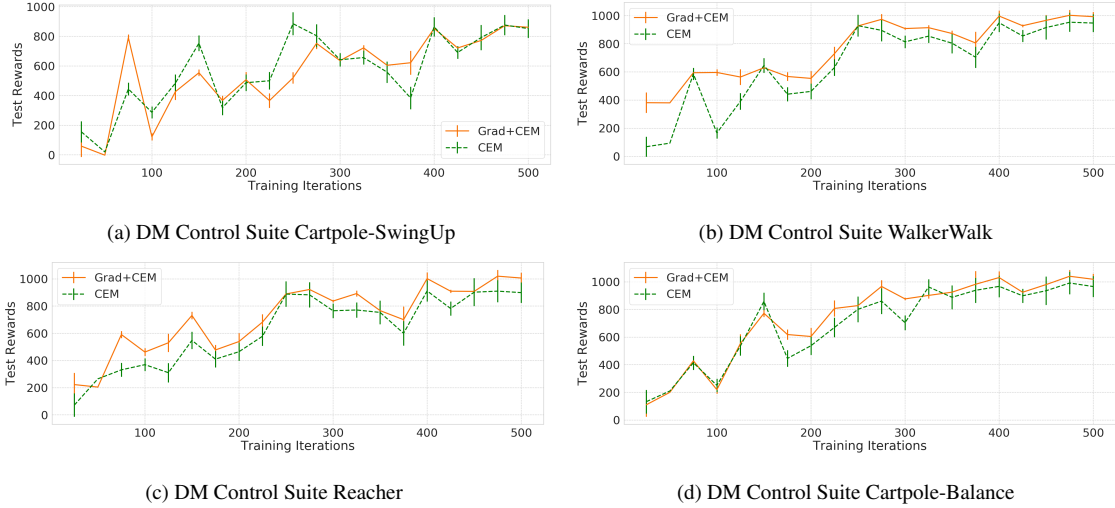 1000
800
600
400
200
0
Test Rewards
Grad+CEM
CEM
100 200 300 400 500
Training Iterations
(a) DM Control Suite Cartpole-SwingUp
1000
800
600
400
200
0
Test Rewards
Grad+CEM
CEM
100 200 300 400 500
Training Iterations
(b) DM Control Suite WalkerWalk
1000
800
600
400
200
0
Test Rewards
Grad+CEM
CEM
100 200 300 400 500
Training Iterations
(c) DM Control Suite Reacher
1000
800
600
400
200
0
Test Rewards
Grad+CEM
CEM
100 200 300 400 500
Training Iterations
(d) DM Control Suite Cartpole-Balance